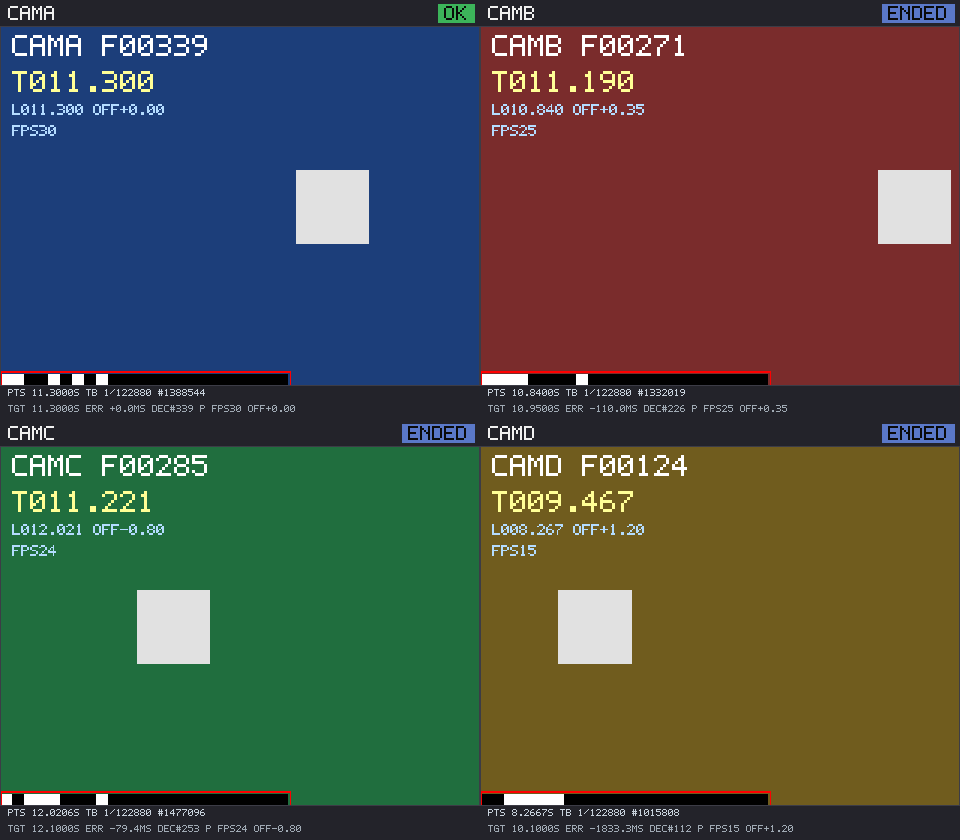 CAMA OK
CAMA F00339
T011.300
L011.300 OFF+0.00
FPS30
PTS 11.3000S TB 1/122880 #1388544
TGT 11.3000S ERR +0.0MS DEC#339 P FPS30 OFF+0.00
CAMB ENDED
CAMB F00271
T011.190
L010.840 OFF+0.35
FPS25
PTS 10.8400S TB 1/122880 #1332019
TGT 10.9500S ERR -110.0MS DEC#226 P FPS25 OFF+0.35
CAMC ENDED
CAMC F00285
T011.221
L012.021 OFF-0.80
FPS24
PTS 12.0206S TB 1/122880 #1477096
TGT 12.1000S ERR -79.4MS DEC#253 P FPS24 OFF-0.80
CAMD ENDED
CAMD F00124
T009.467
L008.267 OFF+1.20
FPS15
PTS 8.2667S TB 1/122880 #1015808
TGT 10.1000S ERR -1833.3MS DEC#112 P FPS15 OFF+1.20